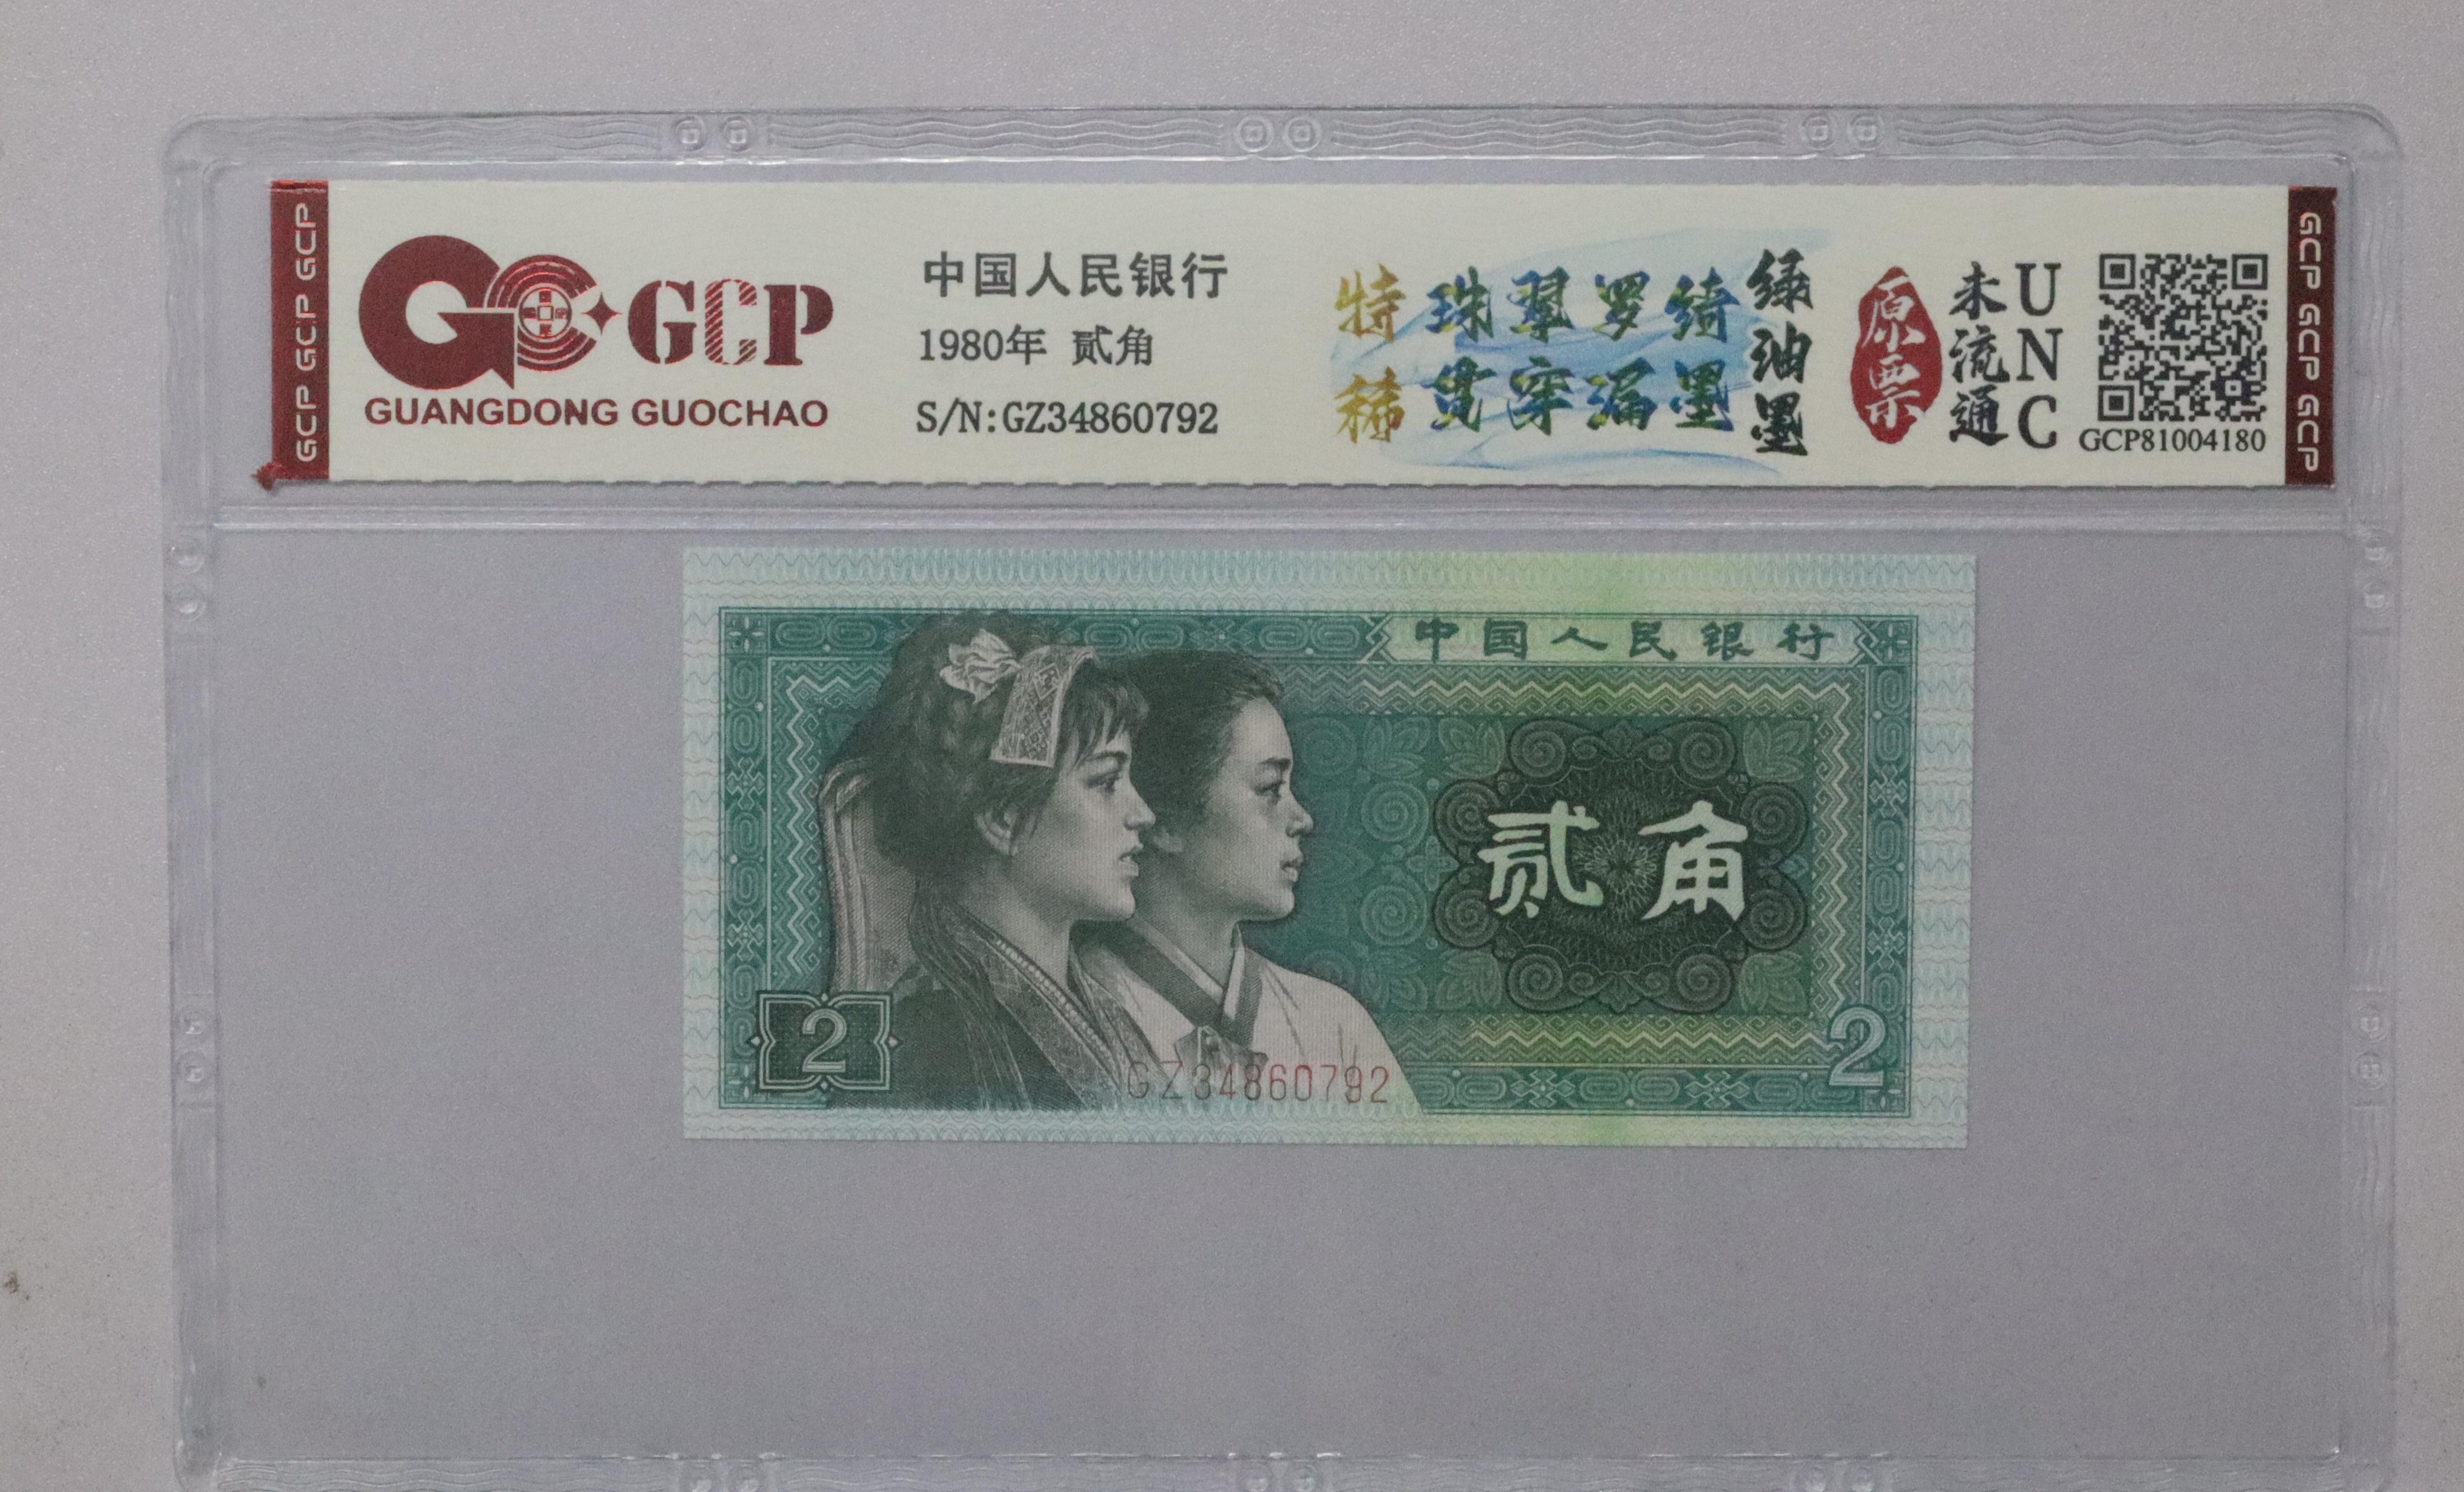 GCP GCP GCP
GCP
GUANGDONG GUOCHAO
中国人民银行
1980年 贰角
S/N:GZ34860792
特稀
珠翠罗绮
贯穿漏墨
绿油墨
原票
未流通
UNC
GCP81004180
GCP GCP GCP
中国人民银行
贰角
2
GZ34860792
2